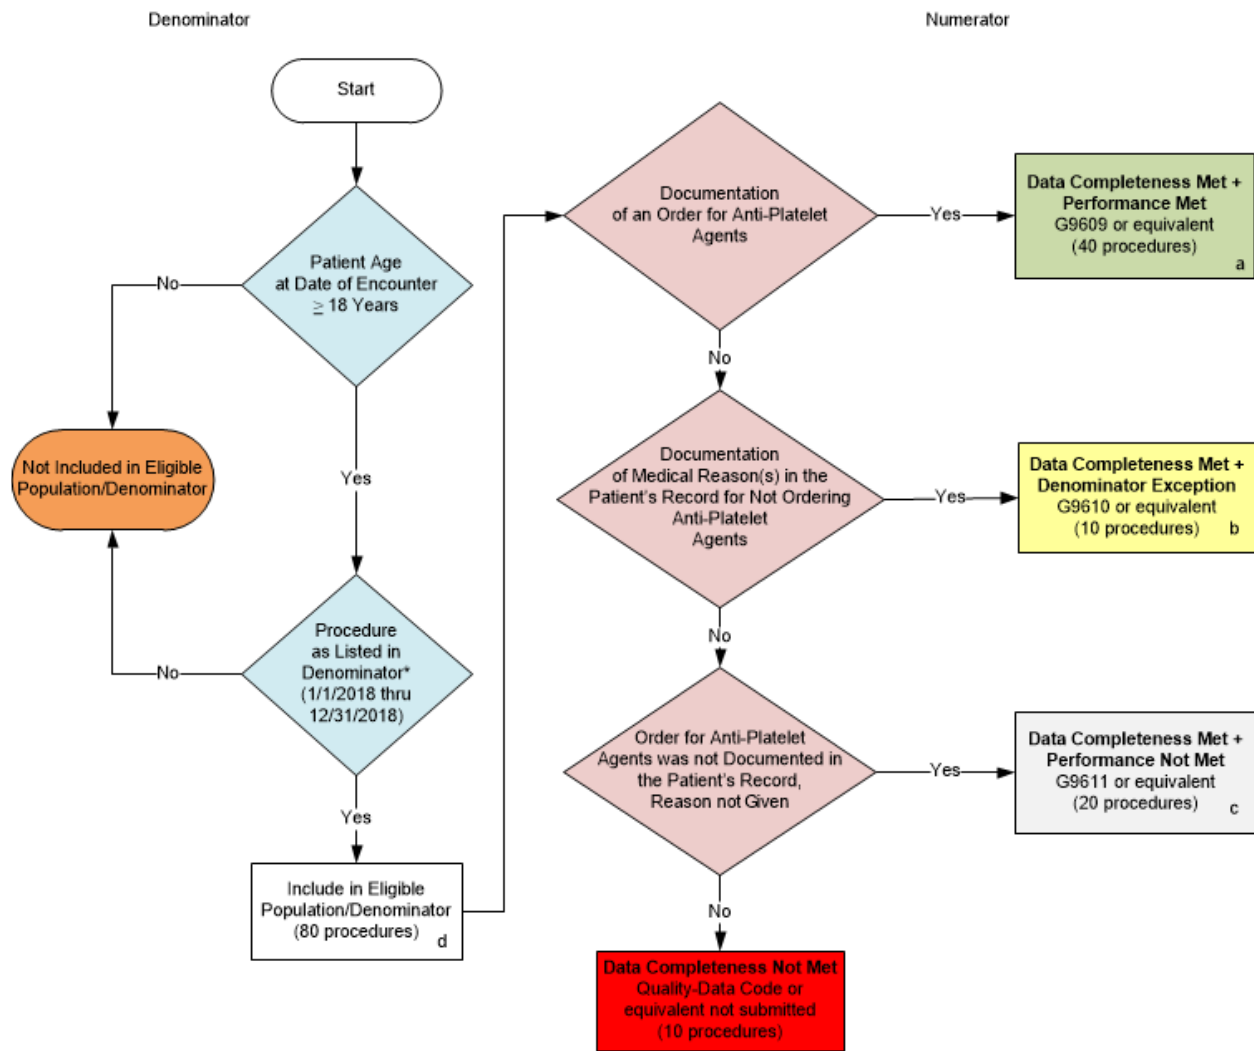 Denominator
Numerator
Start
Patient Age
at Date of Encounter
≥ 18 Years
No
Yes
Not Included in Eligible
Population/Denominator
Procedure
as Listed in
Denominator*
(1/1/2018 thru
12/31/2018)
No
Yes
Include in Eligible
Population/Denominator
(80 procedures)
d
Documentation
of an Order for Anti-Platelet
Agents
Yes
Data Completeness Met +
Performance Met
G9609 or equivalent
(40 procedures)
a
No
Documentation
of Medical Reason(s) in the
Patient's Record for Not Ordering
Anti-Platelet
Agents
Yes
Data Completeness Met +
Denominator Exception
G9610 or equivalent
(10 procedures)
b
No
Order for Anti-Platelet
Agents was not Documented in
the Patient's Record,
Reason not Given
Yes
Data Completeness Met +
Performance Not Met
G9611 or equivalent
(20 procedures)
c
No
Data Completeness Not Met
Quality-Data Code or
equivalent not submitted
(10 procedures)